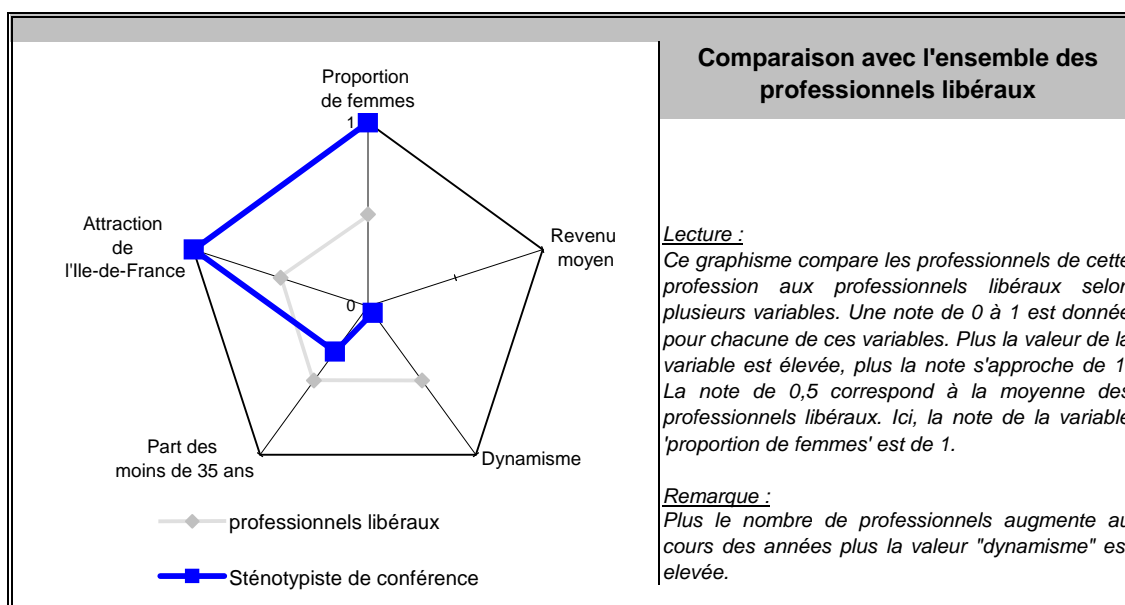 Comparaison avec l'ensemble des
professionnels libéraux
Proportion
de femmes
1
Attraction
de
l'Ile-de-France
Revenu
moyen
0
Part des
moins de 35 ans
Dynamisme
professionnels libéraux
Sténotypiste de conférence
Lecture :
Ce graphisme compare les professionnels de cette
profession aux professionnels libéraux selon
plusieurs variables. Une note de 0 à 1 est donnée
pour chacune de ces variables. Plus la valeur de la
variable est élevée, plus la note s'approche de 1
La note de 0,5 correspond à la moyenne des
professionnels libéraux. Ici, la note de la variable
'proportion de femmes' est de 1.
Remarque :
Plus le nombre de professionnels augmente au
cours des années plus la valeur "dynamisme" es
elevée.